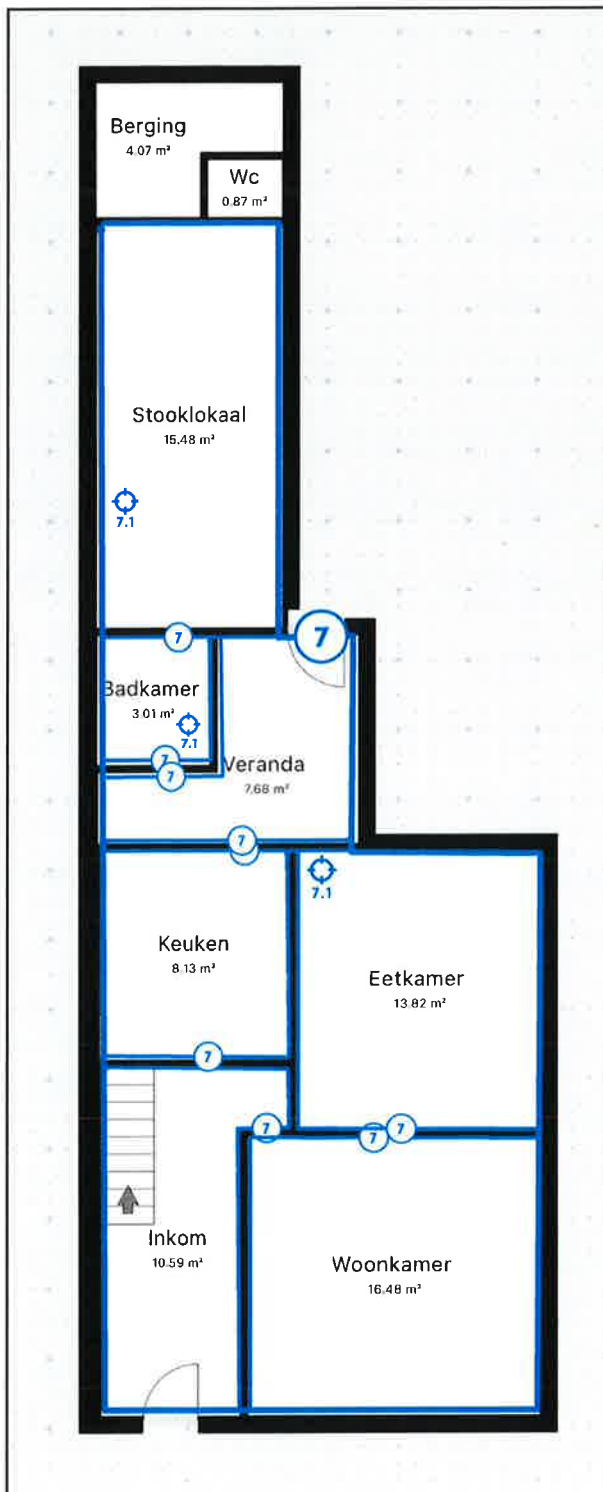 Berging
4.07 m²
Wc
0.87 m²
Stooklokaal
15.48 m²
7.1
7
7
Badkamer
3.01 m²
7.1
7
7
Veranda
7.68 m²
7
7.1
Keuken
8.13 m²
Eetkamer
13.82 m²
7
7
7
7
Inkom
10.59 m²
Woonkamer
16.48 m²